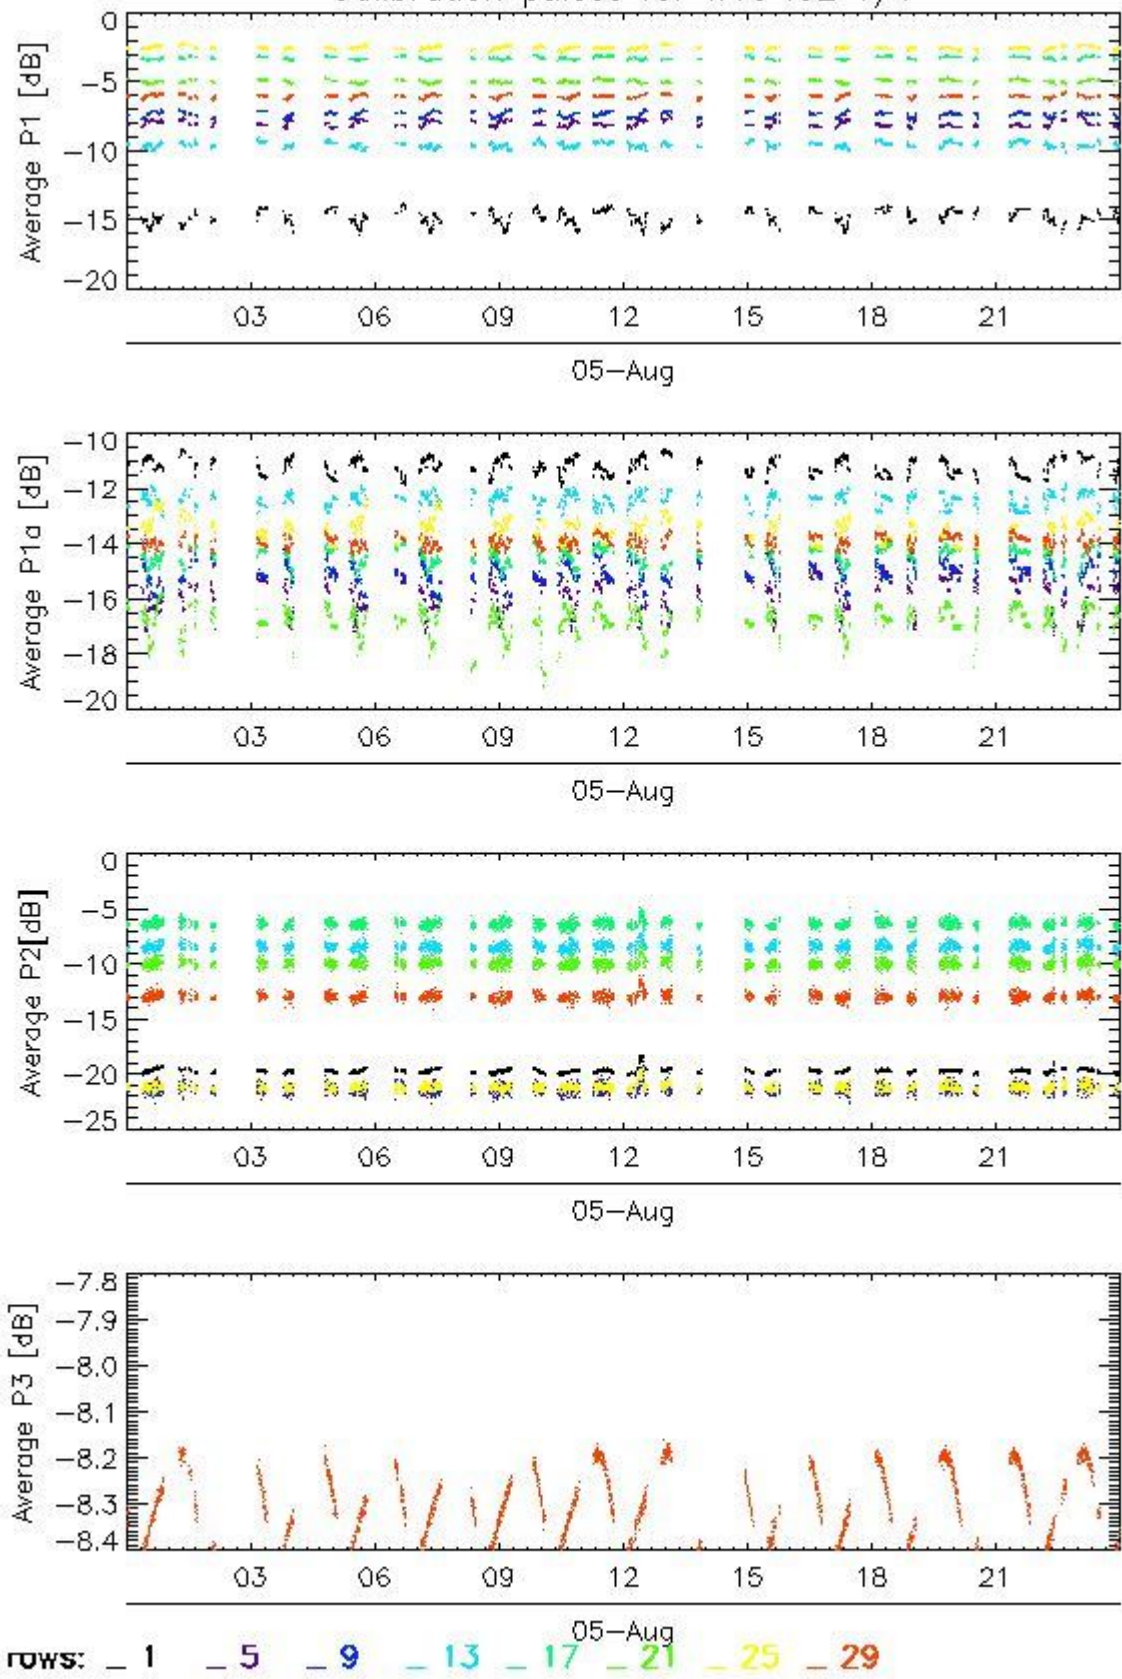 0
-5
-10
-15
-20
Average P1 [dB]
03 06 09 12 15 18 21
05-Aug
-10
-12
-14
-16
-18
-20
Average P1a [dB]
03 06 09 12 15 18 21
05-Aug
0
-5
-10
-15
-20
-25
Average P2[dB]
03 06 09 12 15 18 21
05-Aug
-7.8
-7.9
-8.0
-8.1
-8.2
-8.3
-8.4
Average P3 [dB]
03 06 09 12 15 18 21
05-Aug
rows: _ 1 _ 5 _ 9 _ 13 _ 17 _ 21 _ 25 _ 29